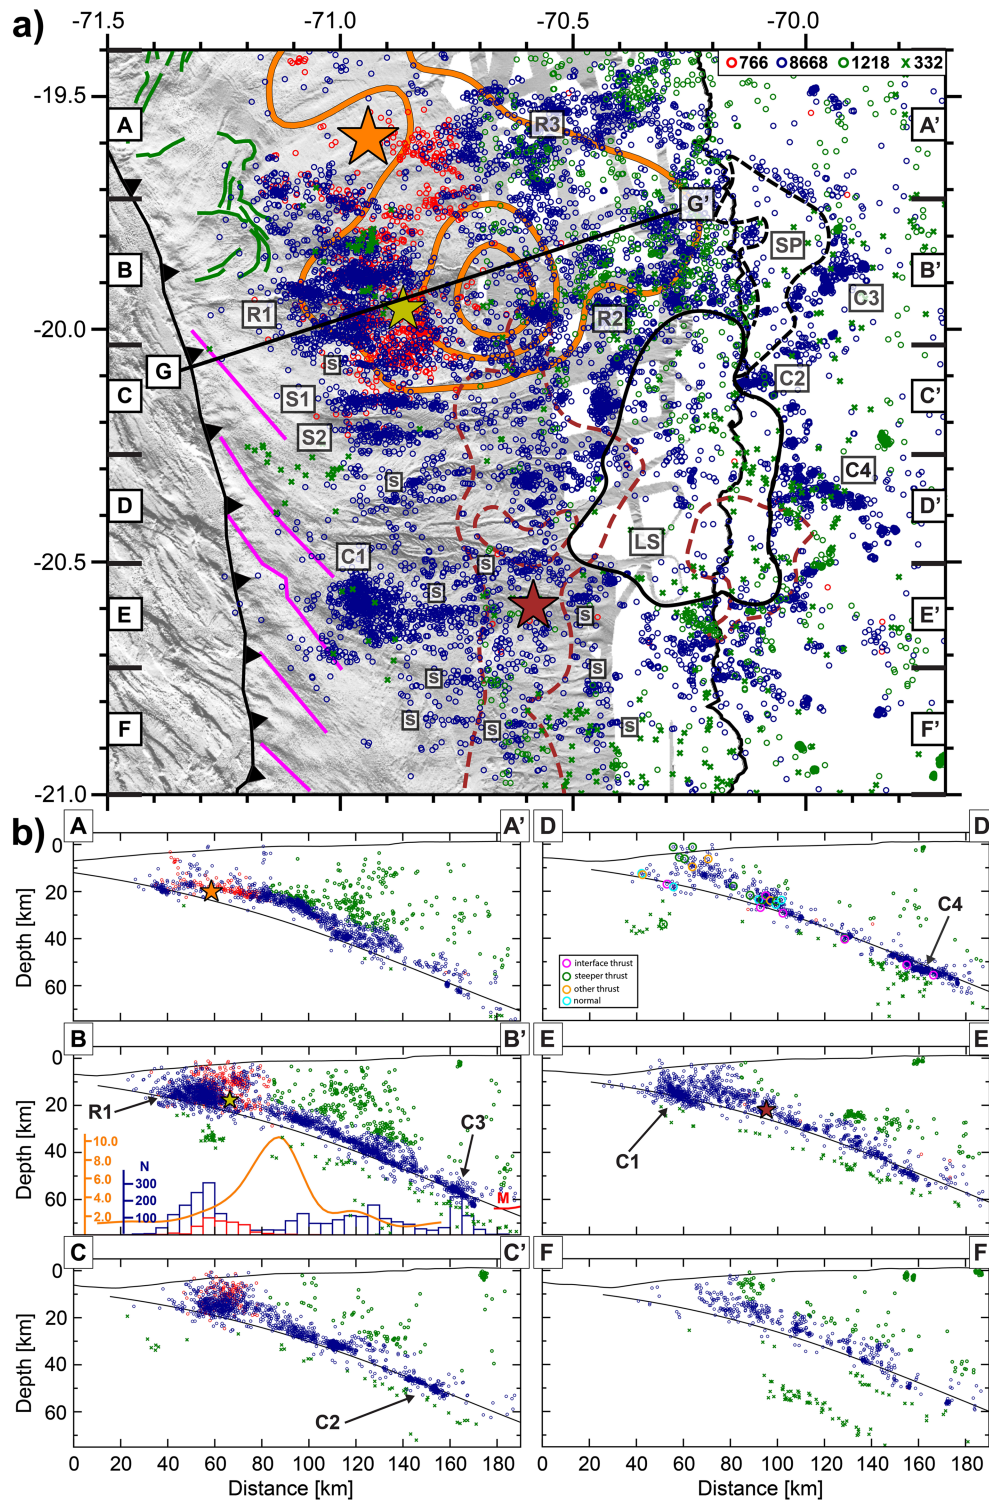 a)
-71.5 -71.0 -70.5 -70.0
766 8668 1218 x 332
-19.5
A A'
R3
G'
SP
B B'
C3
R1 R2
-20.0
S
G
C2
S1
C C'
S2
C4
S
D D'
LS
-20.5
C1
S
S
S
E E'
S
S
F F'
S
S
S
-21.0
b)
A A'
0
20
40
60
Depth [km]
D D'
C4
interface thrust
steeper thrust
other thrust
normal
B B'
0
20
40
60
Depth [km]
R1
C3
10.0
8.0
6.0
4.0
2.0
N
300
200
100
M
E E
C1
C C'
0
20
40
60
Depth [km]
C2
0 20 40 60 80 100 120 140 160 180
Distance [km]
F F
0 20 40 60 80 100 120 140 160 180
Distance [km]